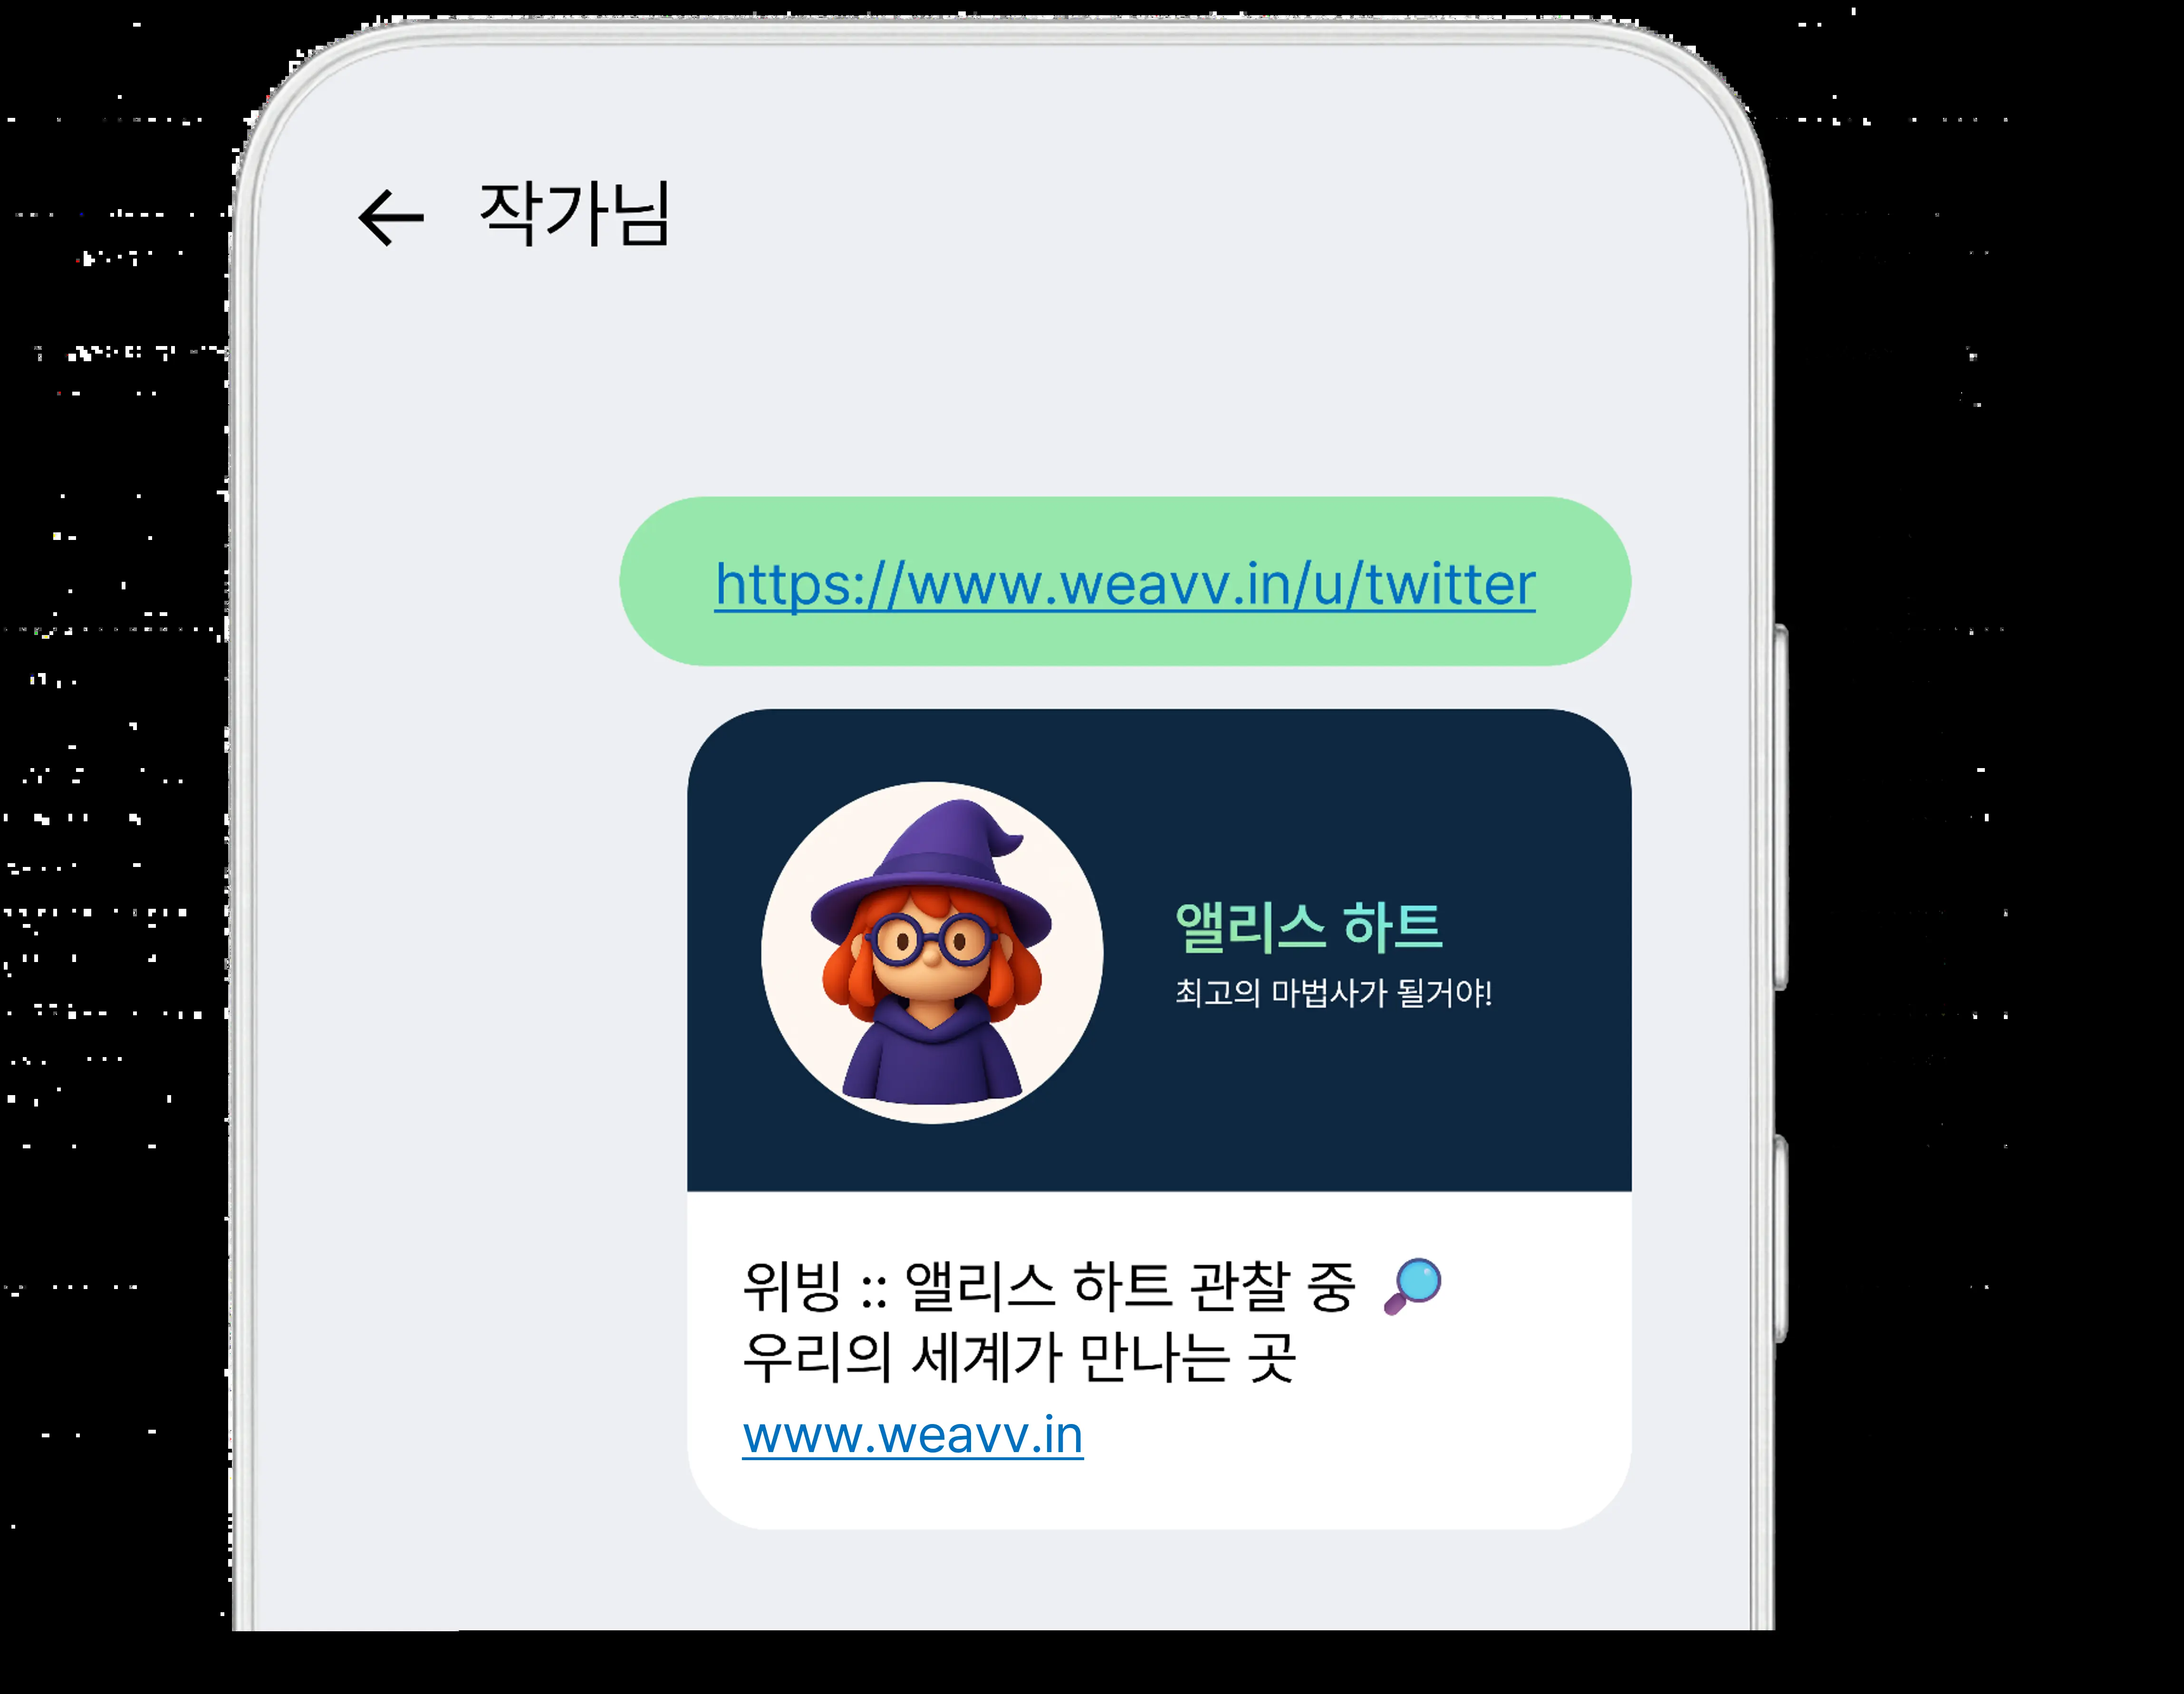 작가님
https://www.weavv.in/u/twitter
앨리스 하트
최고의 마법사가 될거야!
위빙 :: 앨리스 하트 관찰 중 🔎
우리의 세계가 만나는 곳
www.weavv.in